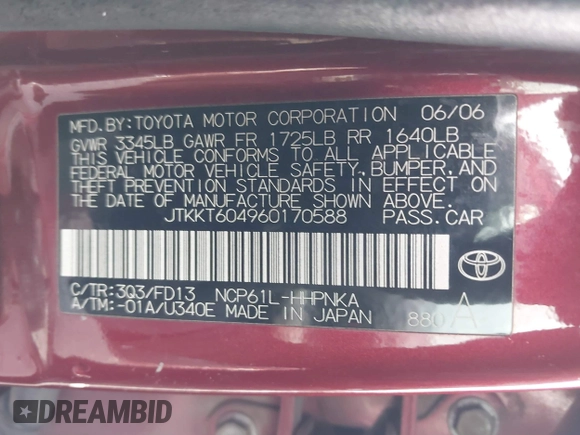 MFD.BY:TOYOTA MOTOR CORPORATION 06/06
GVWR 3345LB GAWR FR 1725LB RR 1640LB
THIS VEHICLE CONFORMS TO ALL APPLICABLE
FEDERAL MOTOR VEHICLE SAFETY,BUMPER,AND
THEFT PREVENTION STANDARDS IN EFFECT ON
THE DATE OF MANUFACTURE SHOWN ABOVE.
JTKKT604960170588 PASS.CAR
C/TR:3Q3/FD13 NCP61L-HHPNKA
A/TM:-01A/U340E MADE IN JAPAN 880 A
DREAMBID